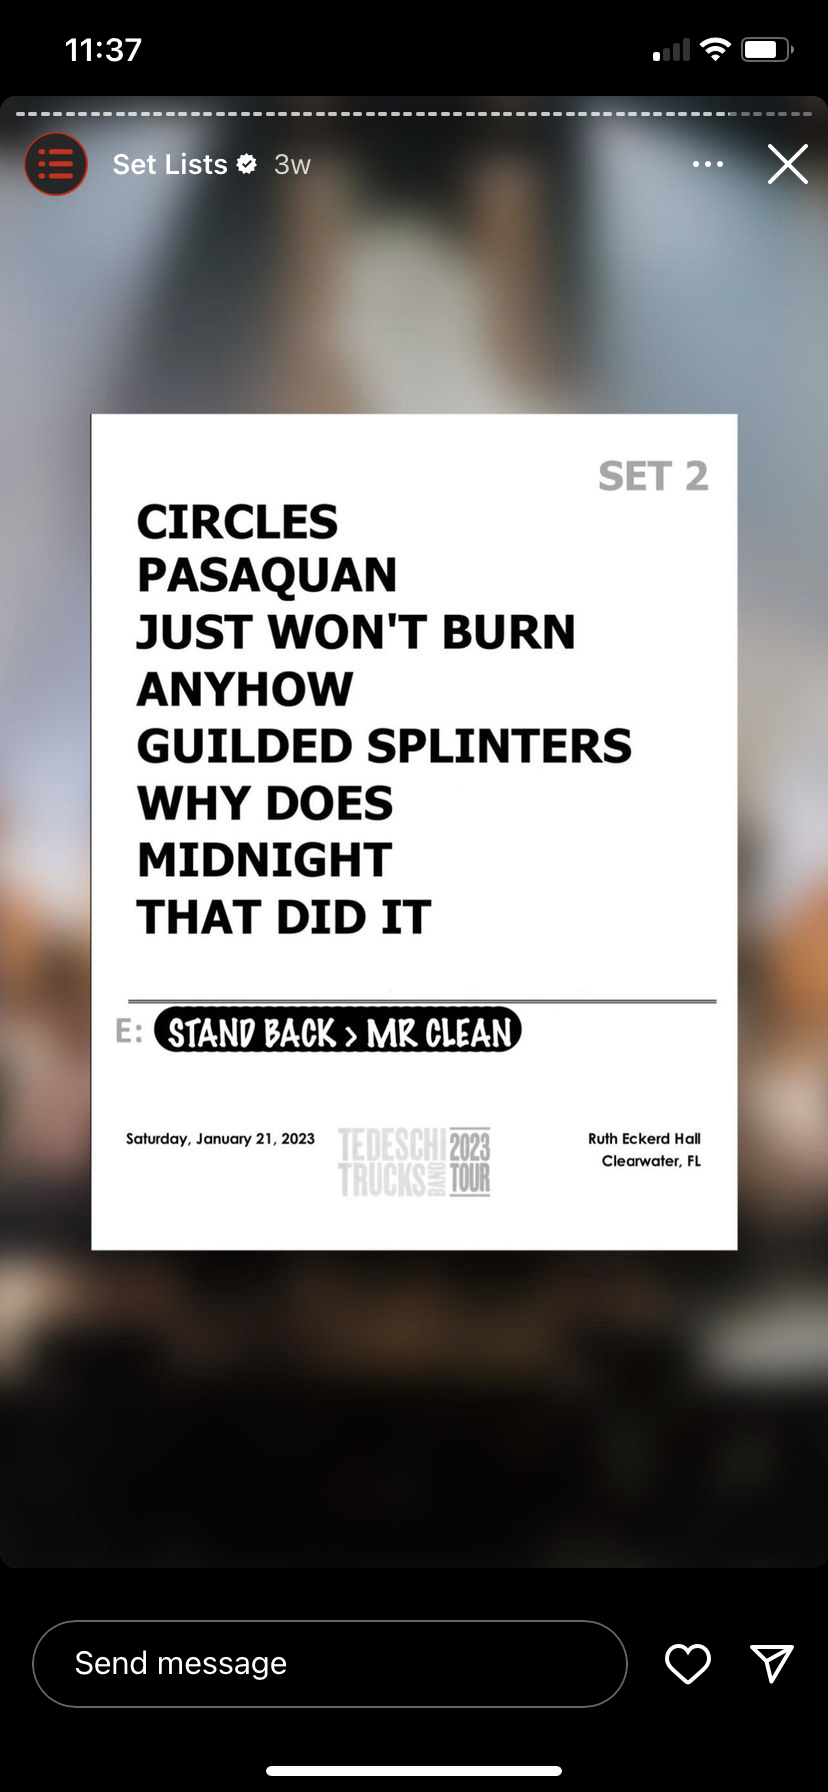 11:37
Set Lists 3w
SET 2
CIRCLES
PASAQUAN
JUST WON'T BURN
ANYHOW
GUILDED SPLINTERS
WHY DOES
MIDNIGHT
THAT DID IT
E: STAND BACK > MR CLEAN
Saturday, January 21, 2023
TEDESCHI
TRUCKS BAND
2023
TOUR
Ruth Eckerd Hall
Clearwater, FL
Send message